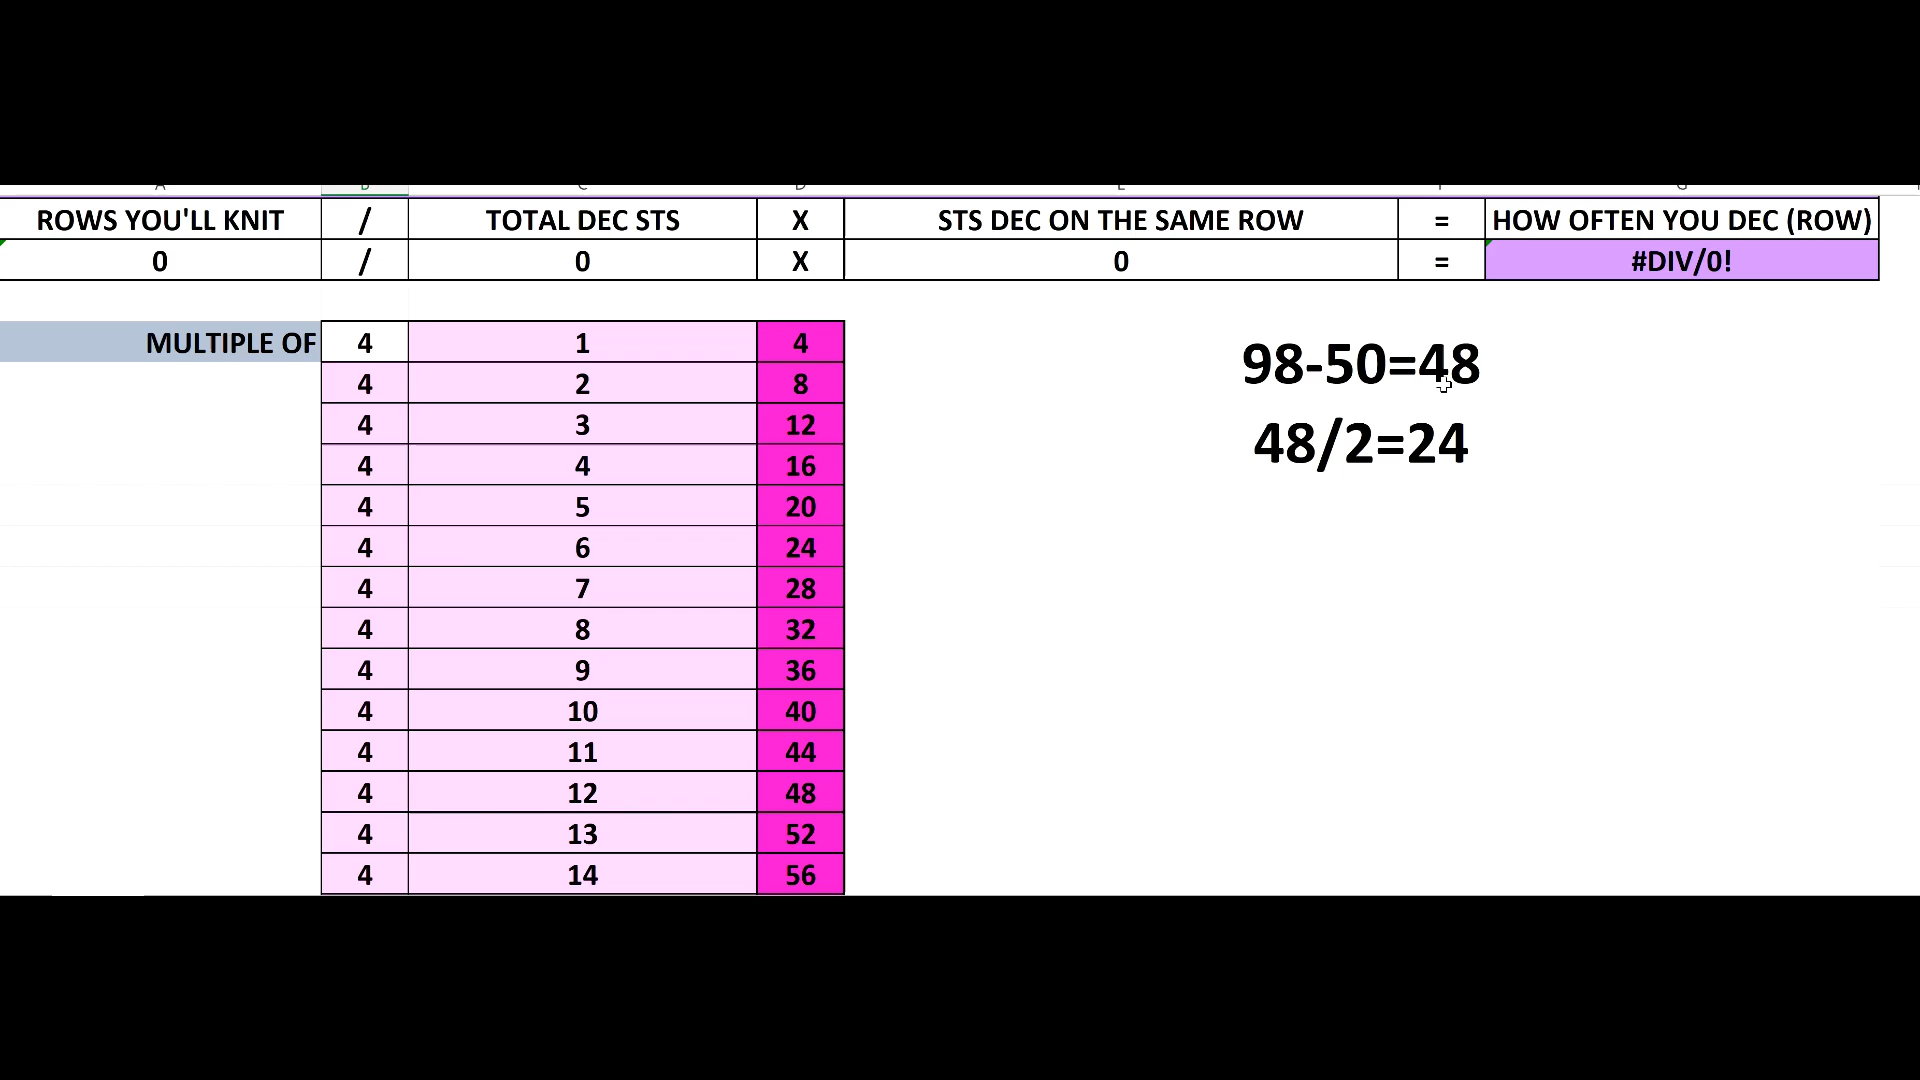 ROWS YOU'LL KNIT / TOTAL DEC STS X STS DEC ON THE SAME ROW = HOW OFTEN YOU DEC (ROW)
0 / 0 X 0 = #DIV/0!
MULTIPLE OF 4 1 4
4 2 8
98-50=48
4 3 12
48/2=24
4 4 16
4 5 20
4 6 24
4 7 28
4 8 32
4 9 36
4 10 40
4 11 44
4 12 48
4 13 52
4 14 56